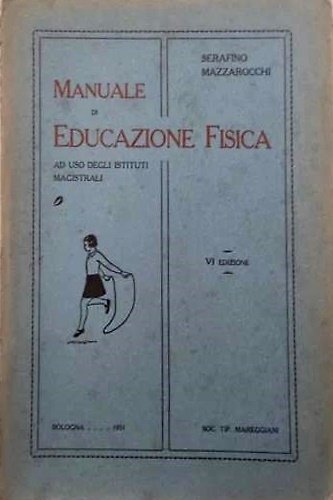 SERAFINO
MAZZAROCCHI
MANUALE
DI
EDUCAZIONE FISICA
AD USO DEGLI ISTITUTI
MAGISTRALI
VI EDIZIONE
BOLOGNA . . . .
SOC. TIP. MAREGGIANI